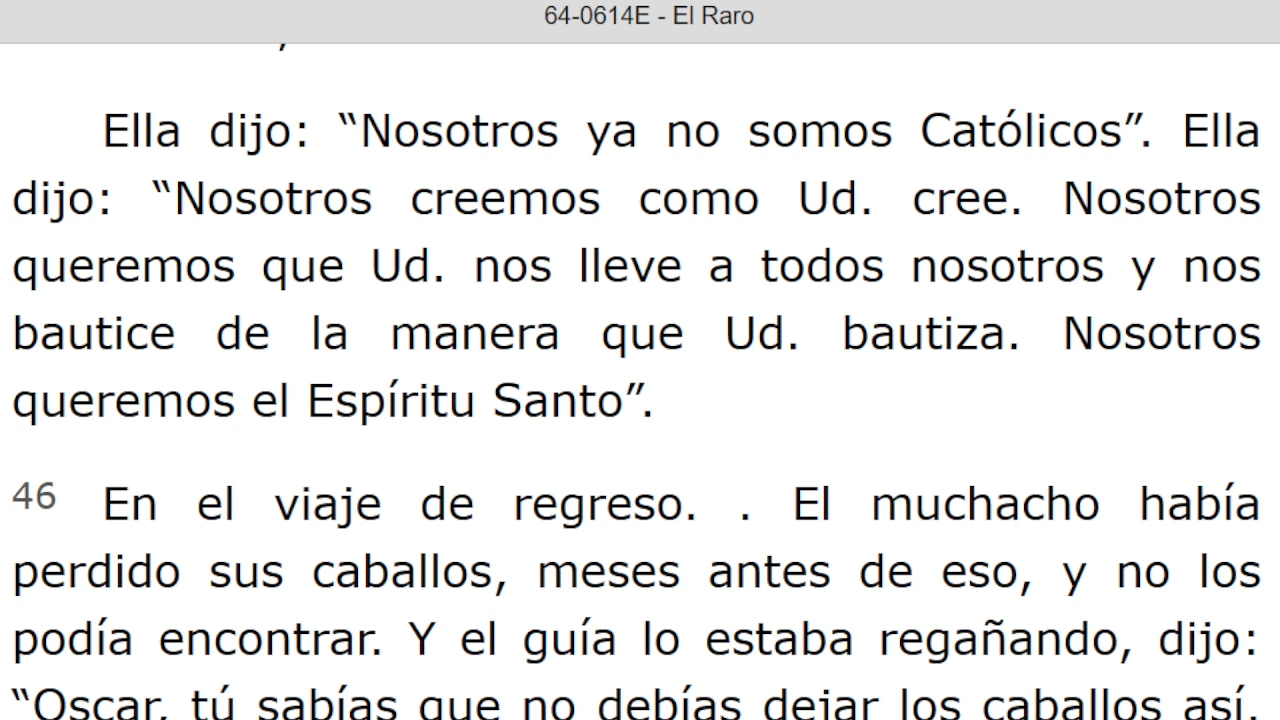 64-0614E - El Raro
Ella dijo: “Nosotros ya no somos Católicos”. Ella
dijo: “Nosotros creemos como Ud. cree. Nosotros
queremos que Ud. nos lleve a todos nosotros y nos
bautice de la manera que Ud. bautiza. Nosotros
queremos el Espíritu Santo”.
46 En el viaje de regreso. . El muchacho había
perdido sus caballos, meses antes de eso, y no los
podía encontrar. Y el guía lo estaba regañando, dijo:
“Oscar, tú sabías que no debías dejar los caballos así.